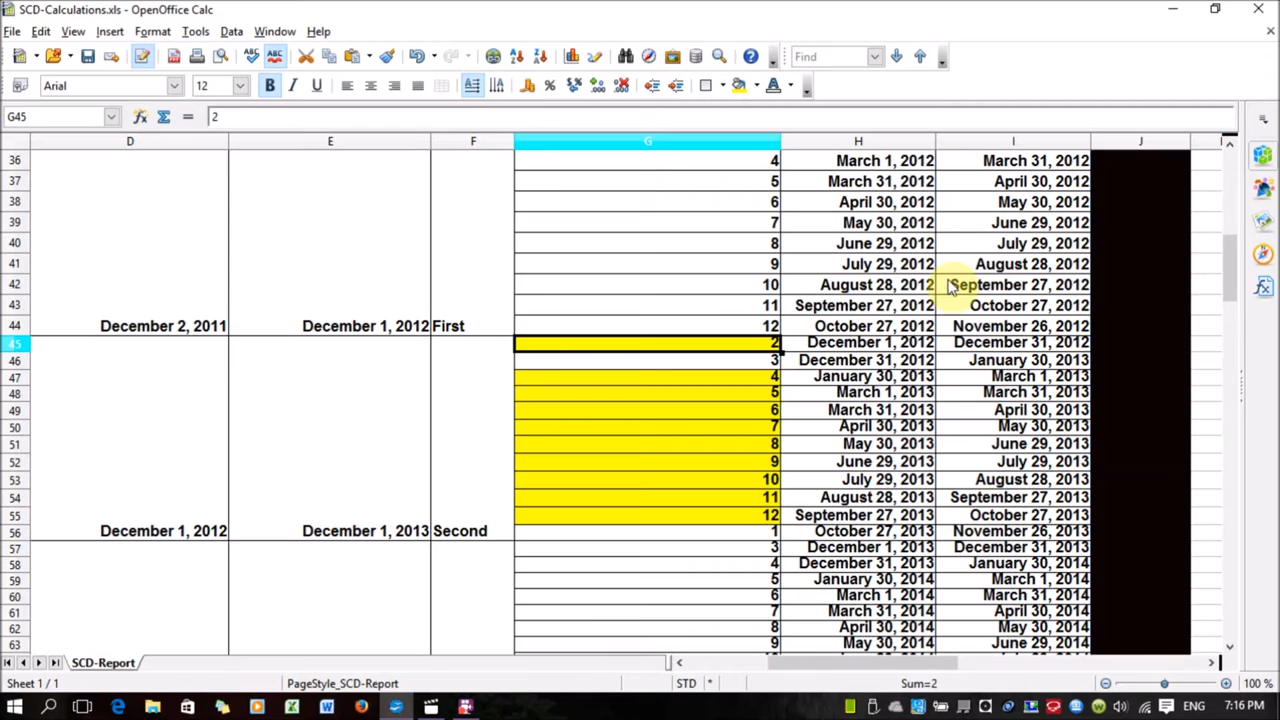 SCD-Calculations.xls - OpenOffice Calc
File Edit View Insert Format Tools Data Window Help
Find
Arial 12
G45 2
D E F G H I J
36 4 March 1, 2012 March 31, 2012
37 5 March 31, 2012 April 30, 2012
38 6 April 30, 2012 May 30, 2012
39 7 May 30, 2012 June 29, 2012
40 8 June 29, 2012 July 29, 2012
41 9 July 29, 2012 August 28, 2012
42 10 August 28, 2012 September 27, 2012
43 11 September 27, 2012 October 27, 2012
44 December 2, 2011 December 1, 2012 First 12 October 27, 2012 November 26, 2012
45 2 December 1, 2012 December 31, 2012
46 3 December 31, 2012 January 30, 2013
47 4 January 30, 2013 March 1, 2013
48 5 March 1, 2013 March 31, 2013
49 6 March 31, 2013 April 30, 2013
50 7 April 30, 2013 May 30, 2013
51 8 May 30, 2013 June 29, 2013
52 9 June 29, 2013 July 29, 2013
53 10 July 29, 2013 August 28, 2013
54 11 August 28, 2013 September 27, 2013
55 12 September 27, 2013 October 27, 2013
56 December 1, 2012 December 1, 2013 Second 1 October 27, 2013 November 26, 2013
57 3 December 1, 2013 December 31, 2013
58 4 December 31, 2013 January 30, 2014
59 5 January 30, 2014 March 1, 2014
60 6 March 1, 2014 March 31, 2014
61 7 March 31, 2014 April 30, 2014
62 8 April 30, 2014 May 30, 2014
63 9 May 30, 2014 June 29, 2014
SCD-Report
Sheet 1 / 1 PageStyle_SCD-Report STD * Sum=2 100 %
ENG 7:16 PM